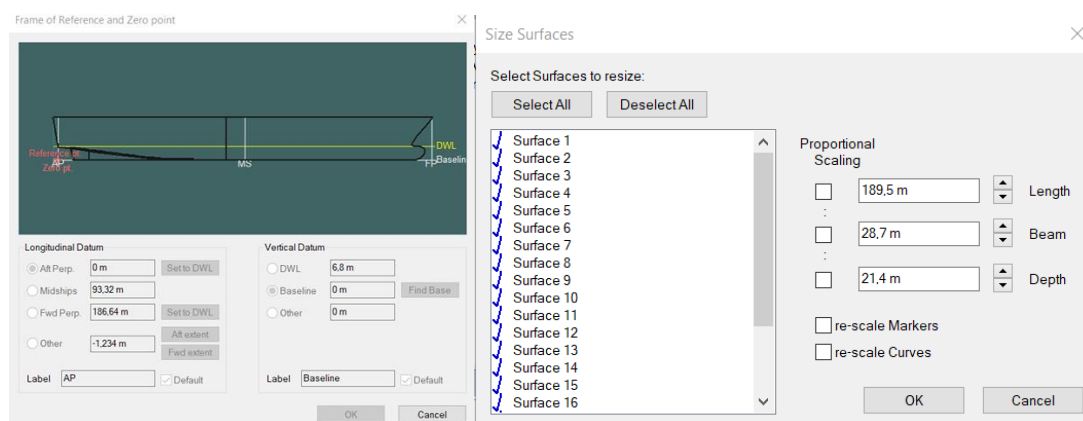 Frame of Reference and Zero point
DWL
Reference pt.
AP
MS
FP
Baselin
Zero pt.
Longitudinal Datum
Aft Perp. 0 m Set to DWL
Midships 93,32 m
Fwd Perp. 186,64 m Set to DWL
Aft extent
Other -1,234 m
Fwd extent
Label AP Default
Vertical Datum
DWL 6,8 m
Baseline 0 m Find Base
Other 0 m
Label Baseline Default
OK Cancel
Size Surfaces
Select Surfaces to resize:
Select All Deselect All
Surface 1
Surface 2
Surface 3
Surface 4
Surface 5
Surface 6
Surface 7
Surface 8
Surface 9
Surface 10
Surface 11
Surface 12
Surface 13
Surface 14
Surface 15
Surface 16
Proportional
Scaling
189,5 m Length
:
28,7 m Beam
:
21,4 m Depth
re-scale Markers
re-scale Curves
OK Cancel